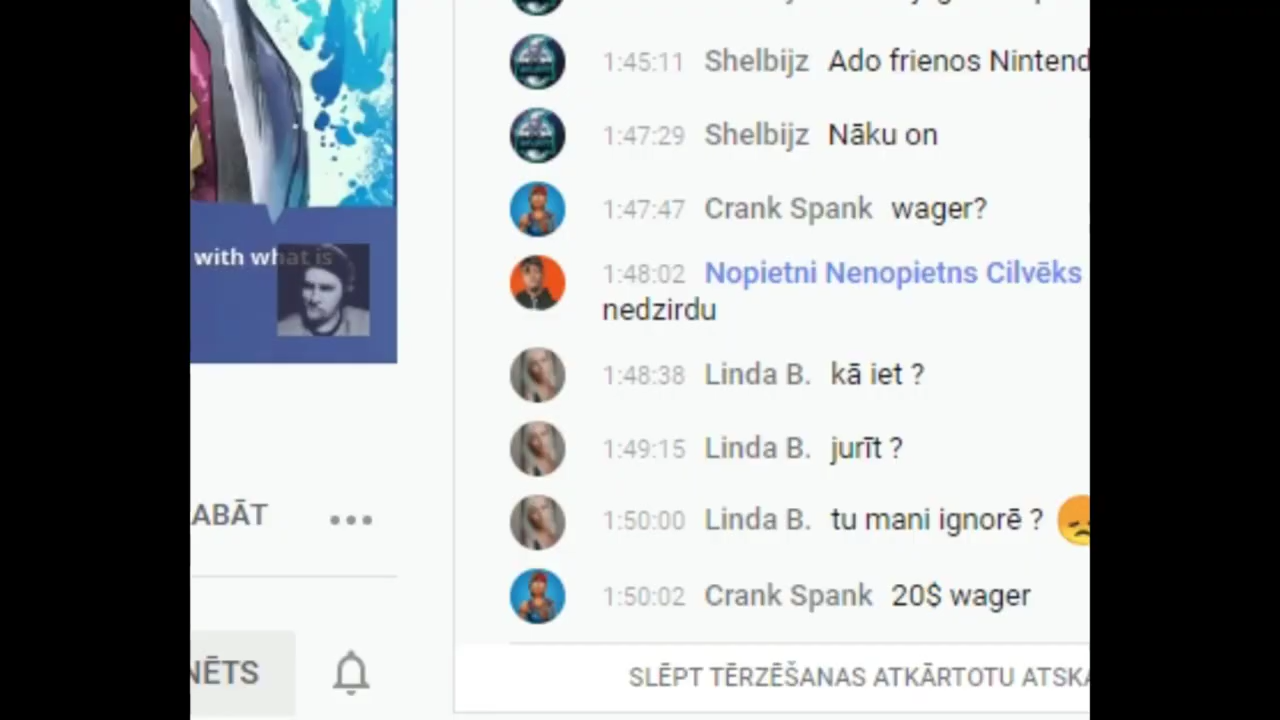 1:45:11 Shelbijz Ado frienos Nintend
1:47:29 Shelbijz Nāku on
1:47:47 Crank Spank wager?
with what is
1:48:02 Nopietni Nenopietns Cilvēks
nedzirdu
1:48:38 Linda B. kā iet ?
1:49:15 Linda B. jurīt ?
ABĀT
1:50:00 Linda B. tu mani ignorē ?
1:50:02 Crank Spank 20$ wager
NĒTS
SLĒPT TĒRZĒŠANAS ATKĀRTOTU ATSKA